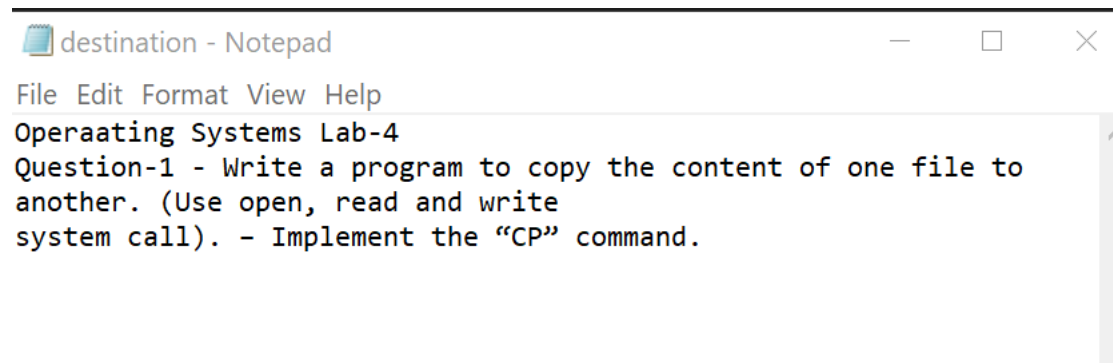 destination - Notepad
File Edit Format View Help
Operaating Systems Lab-4
Question-1 - Write a program to copy the content of one file to
another. (Use open, read and write
system call). – Implement the “CP” command.